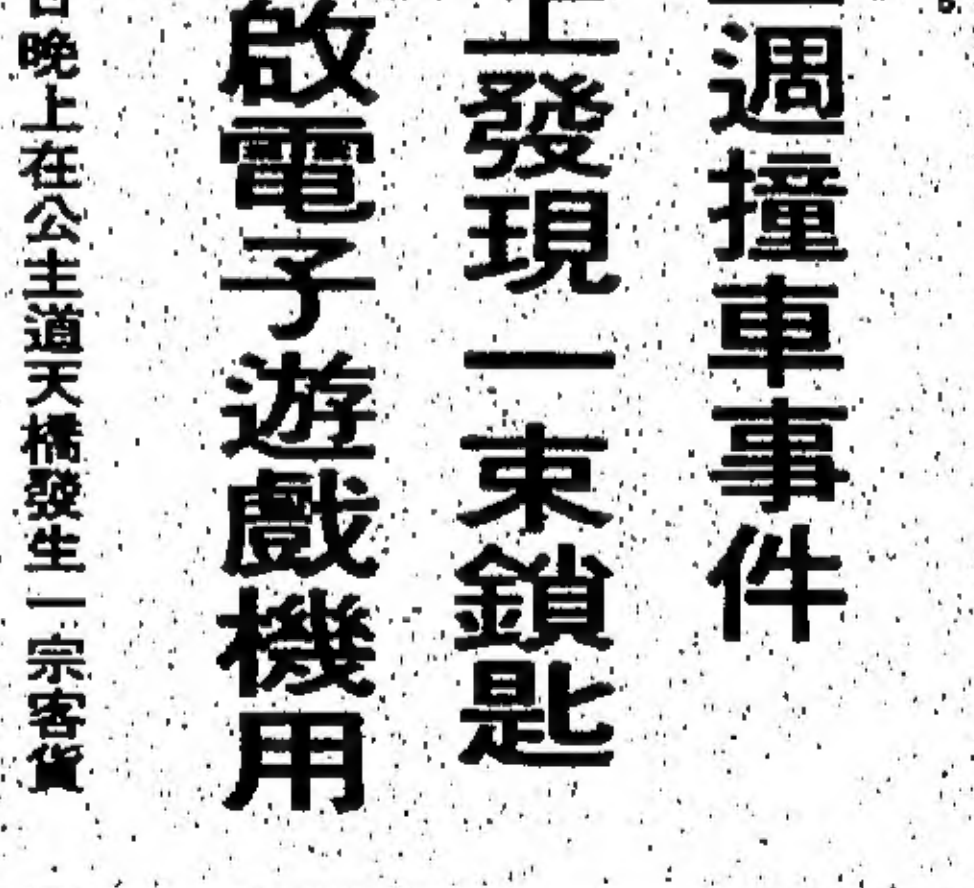 週撞車事件
上發現一束鎖匙
啟電子遊戲機用
晚上在公主道天橋發生一宗客貨